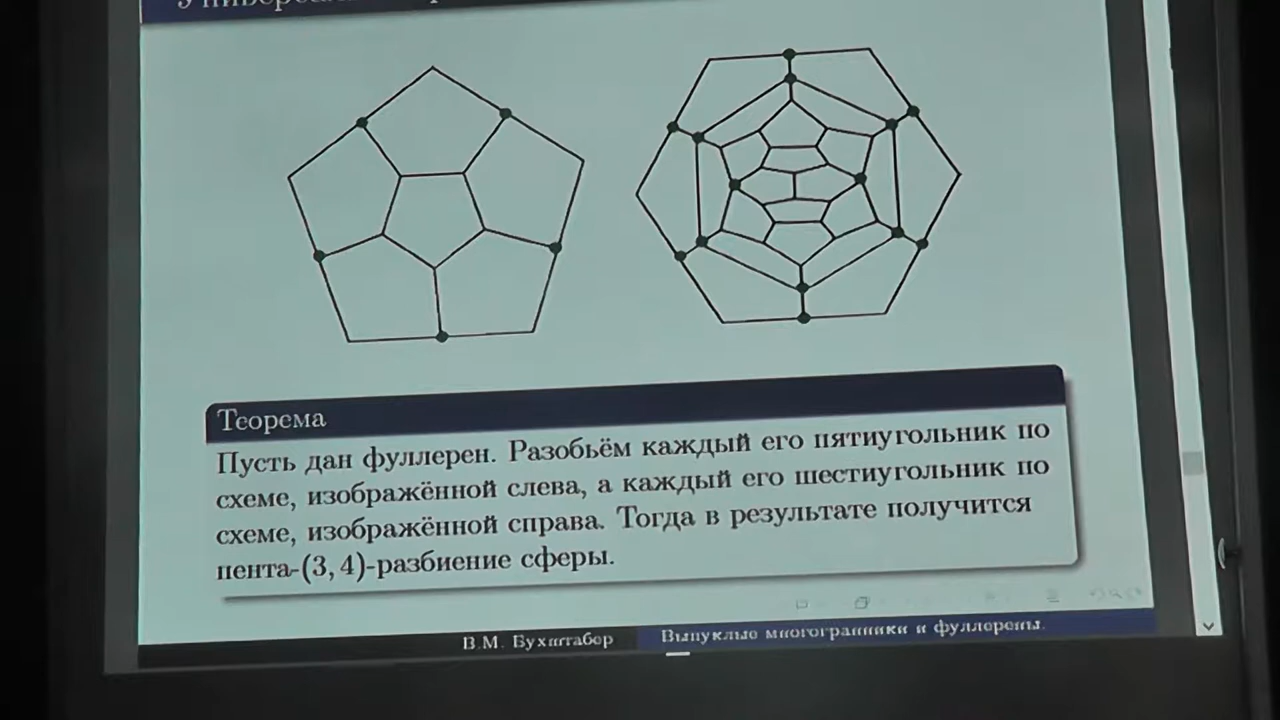 Теорема
Пусть дан фуллерен. Разобьём каждый его пятиугольник по
схеме, изображённой слева, а каждый его шестиугольник по
схеме, изображённой справа. Тогда в результате получится
пента-(3, 4)-разбиение сферы.
В.М. Бухштабер Выпуклые многогранники и фуллерены.